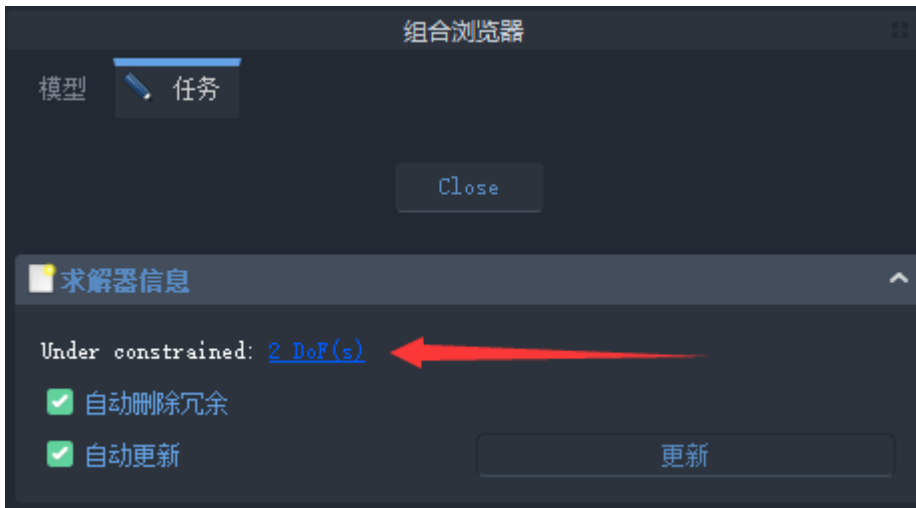 组合浏览器
模型 任务
Close
求解器信息
Under constrained: 2 DoF(s)
自动删除冗余
自动更新 更新